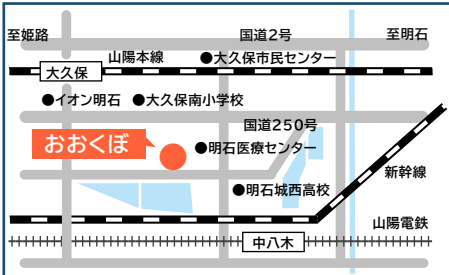 至姫路
国道2号
至明石
山陽本線
●大久保市民センター
大久保
●イオン明石
●大久保南小学校
国道250号
おおくぼ
●明石医療センター
新幹線
●明石城西高校
山陽電鉄
中八木